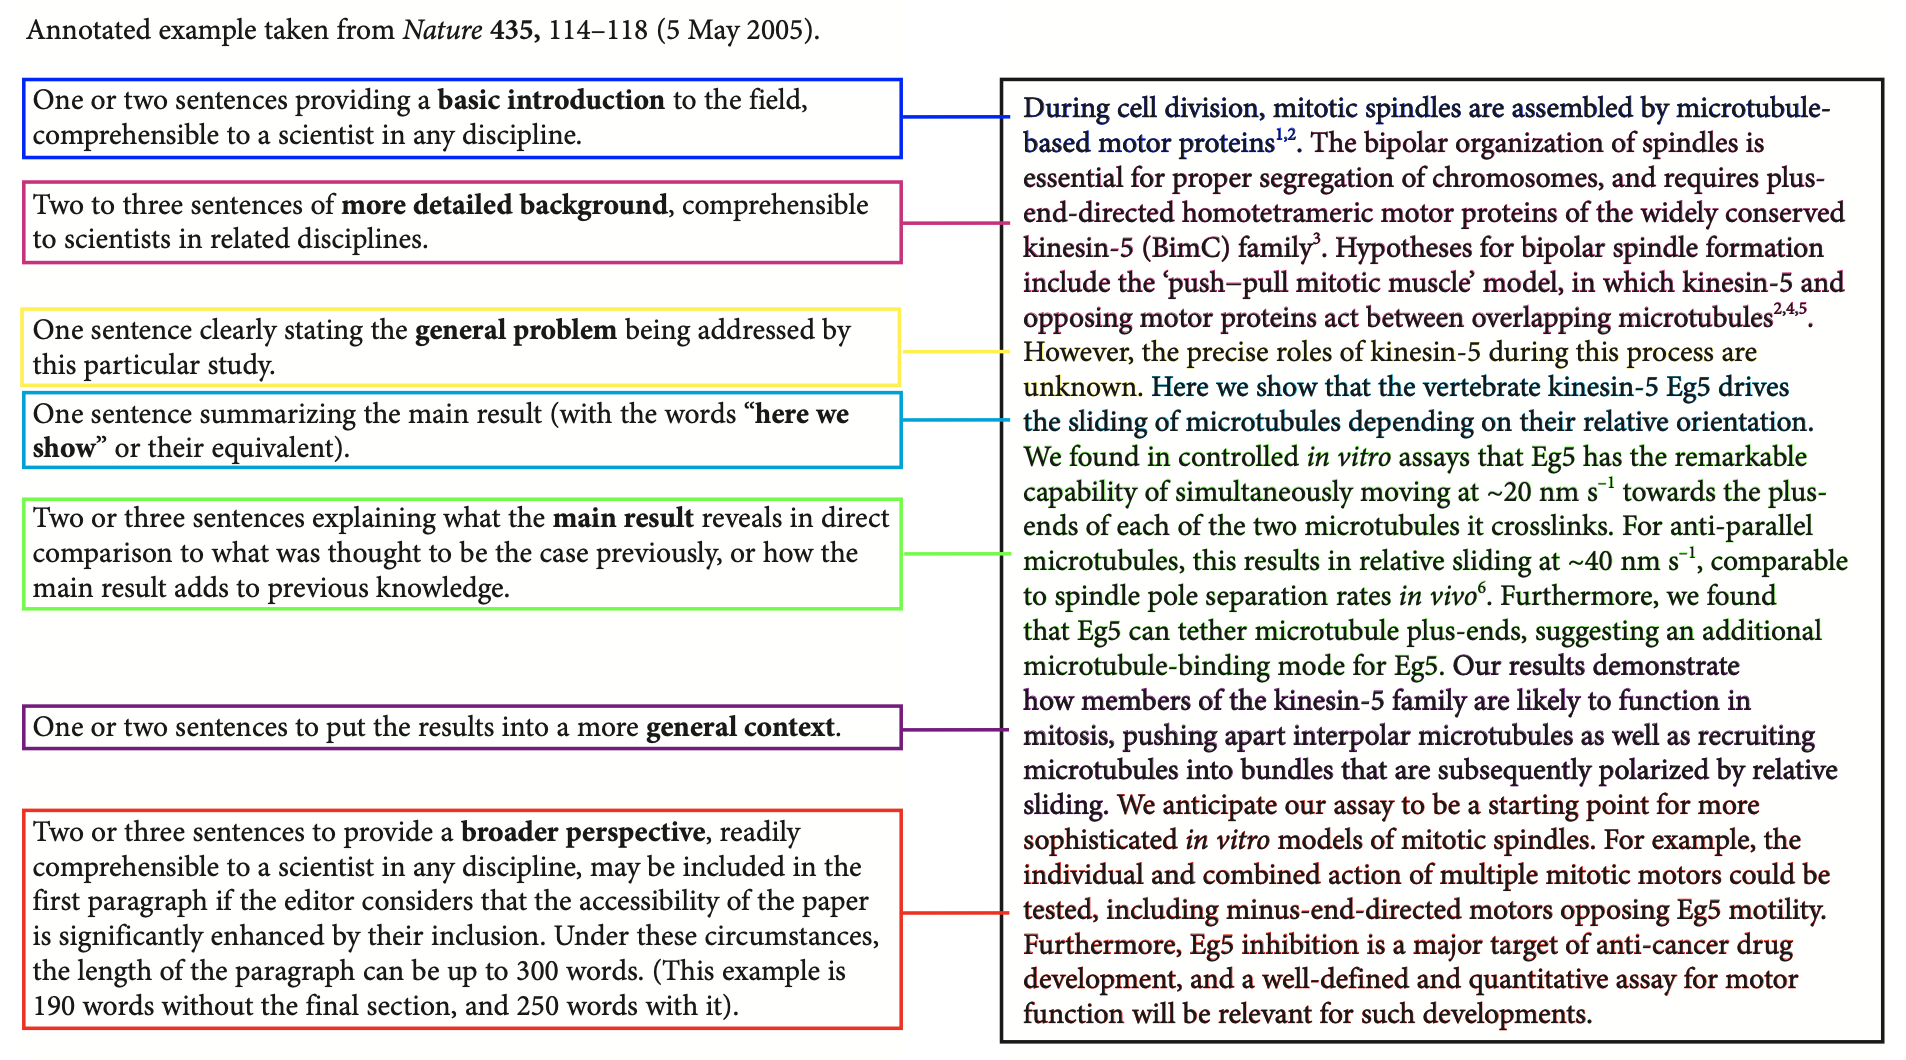 Annotated example taken from Nature 435, 114–118 (5 May 2005).
One or two sentences providing a basic introduction to the field,
comprehensible to a scientist in any discipline.
Two to three sentences of more detailed background, comprehensible
to scientists in related disciplines.
One sentence clearly stating the general problem being addressed by
this particular study.
One sentence summarizing the main result (with the words “here we
show” or their equivalent).
Two or three sentences explaining what the main result reveals in direct
comparison to what was thought to be the case previously, or how the
main result adds to previous knowledge.
One or two sentences to put the results into a more general context.
Two or three sentences to provide a broader perspective, readily
comprehensible to a scientist in any discipline, may be included in the
first paragraph if the editor considers that the accessibility of the paper
is significantly enhanced by their inclusion. Under these circumstances,
the length of the paragraph can be up to 300 words. (This example is
190 words without the final section, and 250 words with it).
During cell division, mitotic spindles are assembled by microtubule-
based motor proteins1,2. The bipolar organization of spindles is
essential for proper segregation of chromosomes, and requires plus-
end-directed homotetrameric motor proteins of the widely conserved
kinesin-5 (BimC) family3. Hypotheses for bipolar spindle formation
include the ‘push–pull mitotic muscle’ model, in which kinesin-5 and
opposing motor proteins act between overlapping microtubules2,4,5.
However, the precise roles of kinesin-5 during this process are
unknown. Here we show that the vertebrate kinesin-5 Eg5 drives
the sliding of microtubules depending on their relative orientation.
We found in controlled in vitro assays that Eg5 has the remarkable
capability of simultaneously moving at ~20 nm s−1 towards the plus-
ends of each of the two microtubules it crosslinks. For anti-parallel
microtubules, this results in relative sliding at ~40 nm s−1, comparable
to spindle pole separation rates in vivo6. Furthermore, we found
that Eg5 can tether microtubule plus-ends, suggesting an additional
microtubule-binding mode for Eg5. Our results demonstrate
how members of the kinesin-5 family are likely to function in
mitosis, pushing apart interpolar microtubules as well as recruiting
microtubules into bundles that are subsequently polarized by relative
sliding. We anticipate our assay to be a starting point for more
sophisticated in vitro models of mitotic spindles. For example, the
individual and combined action of multiple mitotic motors could be
tested, including minus-end-directed motors opposing Eg5 motility.
Furthermore, Eg5 inhibition is a major target of anti-cancer drug
development, and a well-defined and quantitative assay for motor
function will be relevant for such developments.